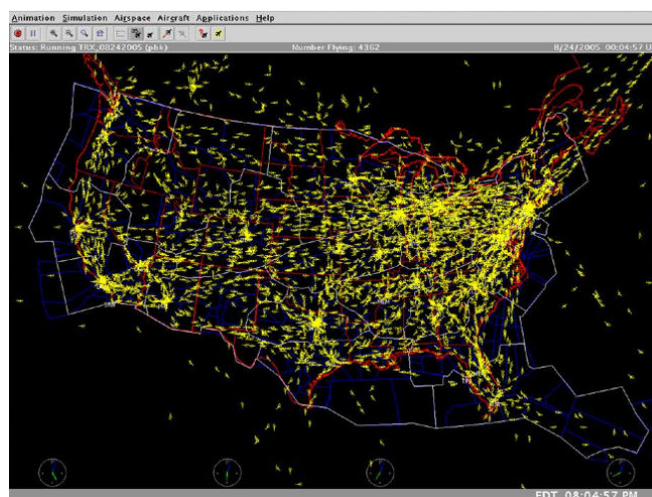 Animation Simulation Airspace Aircraft Applications Help
Status: Running TRX_08242005 (pbk) Number Flying: 4362 8/24/2005 00:04:57 U
EDT 08:04:57 PM